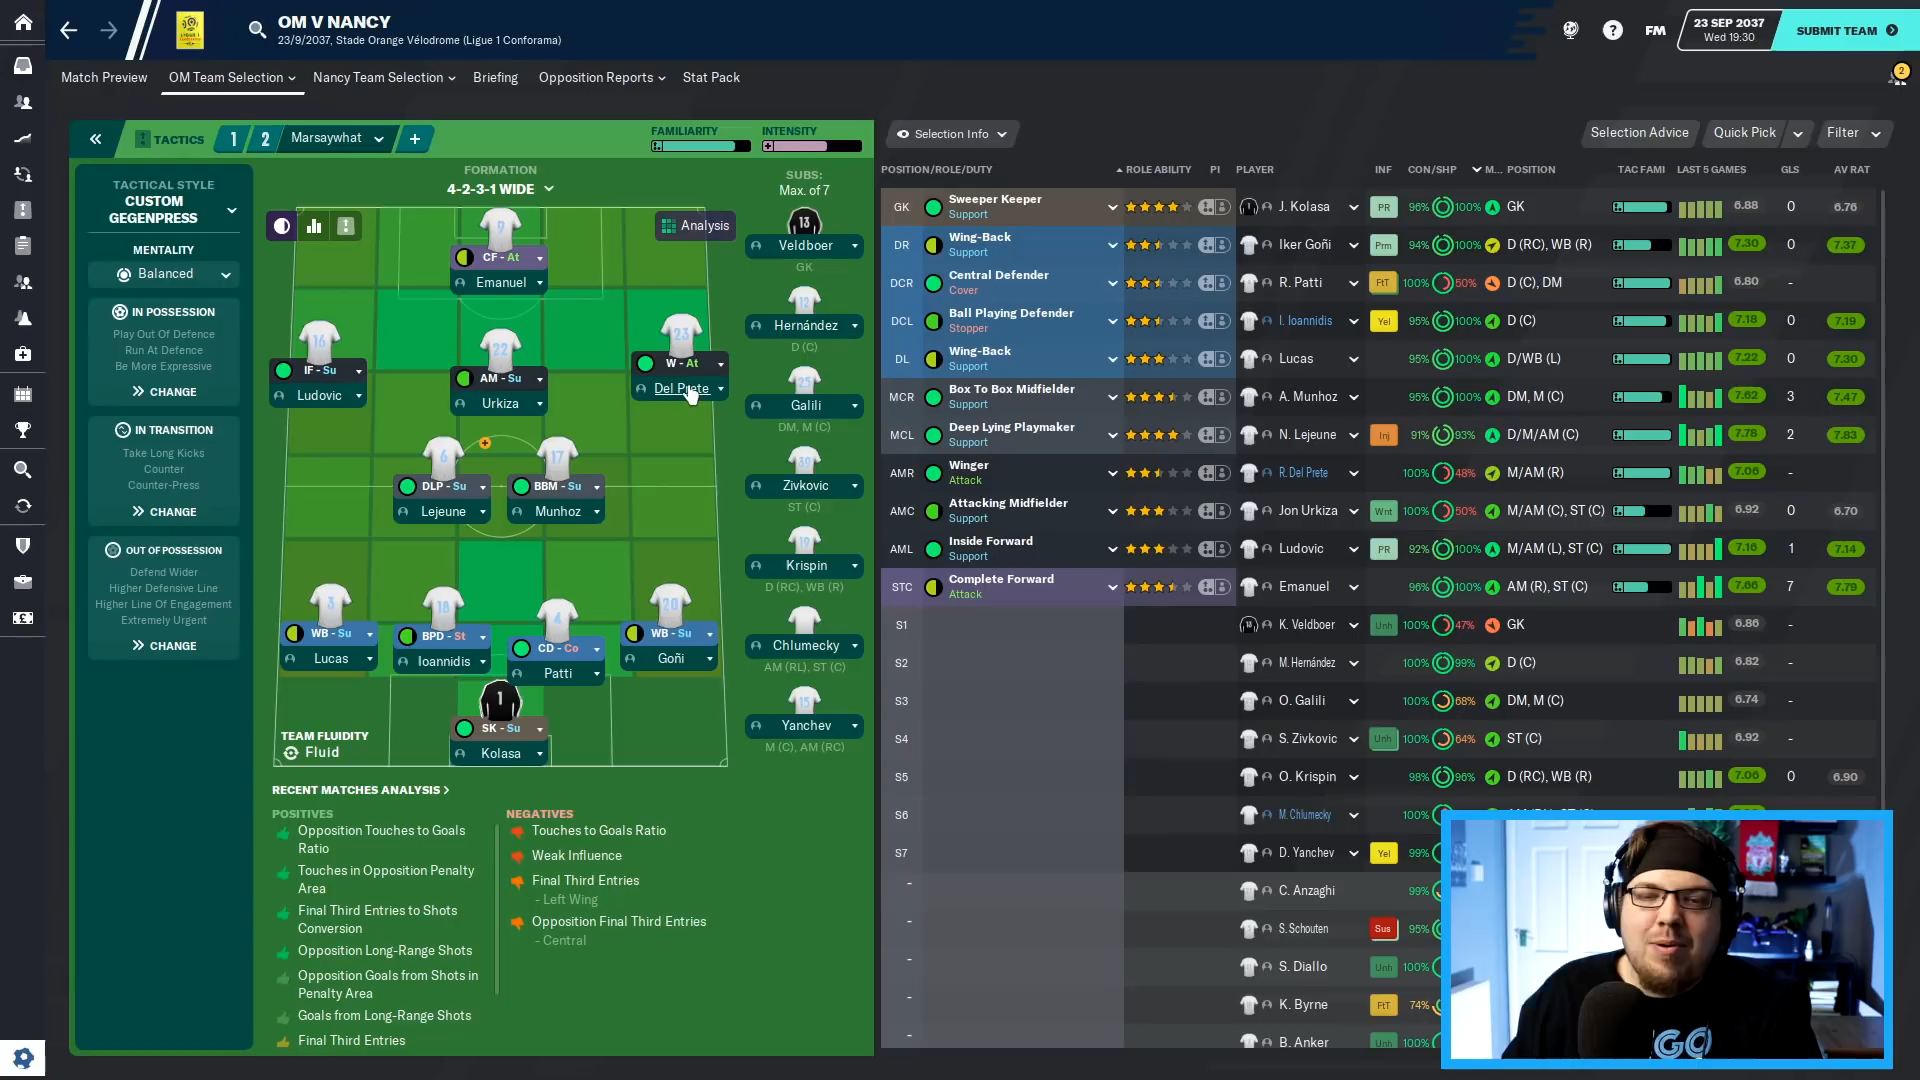 OM V NANCY
23/9/2037, Stade Orange Vélodrome (Ligue 1 Conforama)
FM
23 SEP 2037
Wed 19:30
SUBMIT TEAM
Match Preview
OM Team Selection
Nancy Team Selection
Briefing
Opposition Reports
Stat Pack
2
TACTICS
1
2
Marsaywhat
FAMILIARITY
INTENSITY
TACTICAL STYLE
CUSTOM
GEGENPRESS
MENTALITY
Balanced
IN POSSESSION
Play Out Of Defence
Run At Defence
Be More Expressive
CHANGE
IN TRANSITION
Take Long Kicks
Counter
Counter-Press
CHANGE
OUT OF POSSESSION
Defend Wider
Higher Defensive Line
Higher Line Of Engagement
Extremely Urgent
CHANGE
FORMATION
4-2-3-1 WIDE
Analysis
9
CF - At
Emanuel
16
IF - Su
Ludovic
22
AM - Su
Urkiza
23
W - At
Del Prete
6
DLP - Su
Lejeune
17
BBM - Su
Munhoz
3
WB - Su
Lucas
18
BPD - St
Ioannidis
4
CD - Co
Patti
20
WB - Su
Goñi
1
SK - Su
Kolasa
TEAM FLUIDITY
Fluid
SUBS:
Max. of 7
13
Veldboer
GK
12
Hernández
D (C)
25
Galili
DM, M (C)
39
Zivkovic
ST (C)
19
Krispin
D (RC), WB (R)
Chlumecky
AM (RL), ST (C)
15
Yanchev
M (C), AM (RC)
RECENT MATCHES ANALYSIS >
POSITIVES
Opposition Touches to Goals
Ratio
Touches in Opposition Penalty
Area
Final Third Entries to Shots
Conversion
Opposition Long-Range Shots
Opposition Goals from Shots in
Penalty Area
Goals from Long-Range Shots
Final Third Entries
NEGATIVES
Touches to Goals Ratio
Weak Influence
Final Third Entries
- Left Wing
Opposition Final Third Entries
- Central
Selection Info
Selection Advice
Quick Pick
Filter
POSITION/ROLE/DUTY ROLE ABILITY PI PLAYER INF CON/SHP M... POSITION TAC FAMI LAST 5 GAMES GLS AV RAT
GK Sweeper Keeper Support J. Kolasa PR 96% 100% GK 6.88 0 6.76
DR Wing-Back Support Iker Goñi Prm 94% 100% D (RC), WB (R) 7.30 0 7.37
DCR Central Defender Cover R. Patti FtT 100% 50% D (C), DM 6.80 -
DCL Ball Playing Defender Stopper I. Ioannidis Yel 95% 100% D (C) 7.18 0 7.19
DL Wing-Back Support Lucas 95% 100% D/WB (L) 7.22 0 7.30
MCR Box To Box Midfielder Support A. Munhoz 95% 100% DM, M (C) 7.62 3 7.47
MCL Deep Lying Playmaker Support N. Lejeune Inj 91% 93% D/M/AM (C) 7.78 2 7.83
AMR Winger Attack R. Del Prete 100% 48% M/AM (R) 7.06 -
AMC Attacking Midfielder Support Jon Urkiza Wnt 100% 50% M/AM (C), ST (C) 6.92 0 6.70
AML Inside Forward Support Ludovic PR 92% 100% M/AM (L), ST (C) 7.16 1 7.14
STC Complete Forward Attack Emanuel 96% 100% AM (R), ST (C) 7.66 7 7.79
S1 K. Veldboer Unh 100% 47% GK 6.86 -
S2 M. Hernández 100% 99% D (C) 6.82 -
S3 O. Galili 100% 68% DM, M (C) 6.74 -
S4 S. Zivkovic Unh 100% 64% ST (C) 6.92 -
S5 O. Krispin 98% 96% D (RC), WB (R) 7.06 0 6.90
S6 M. Chlumecky 100%
S7 D. Yanchev Yel 99%
- C. Anzaghi 99%
- S. Schouten Sus 95%
- S. Diallo Unh 100%
- K. Byrne FtT 74%
- B. Anker Unh 100%